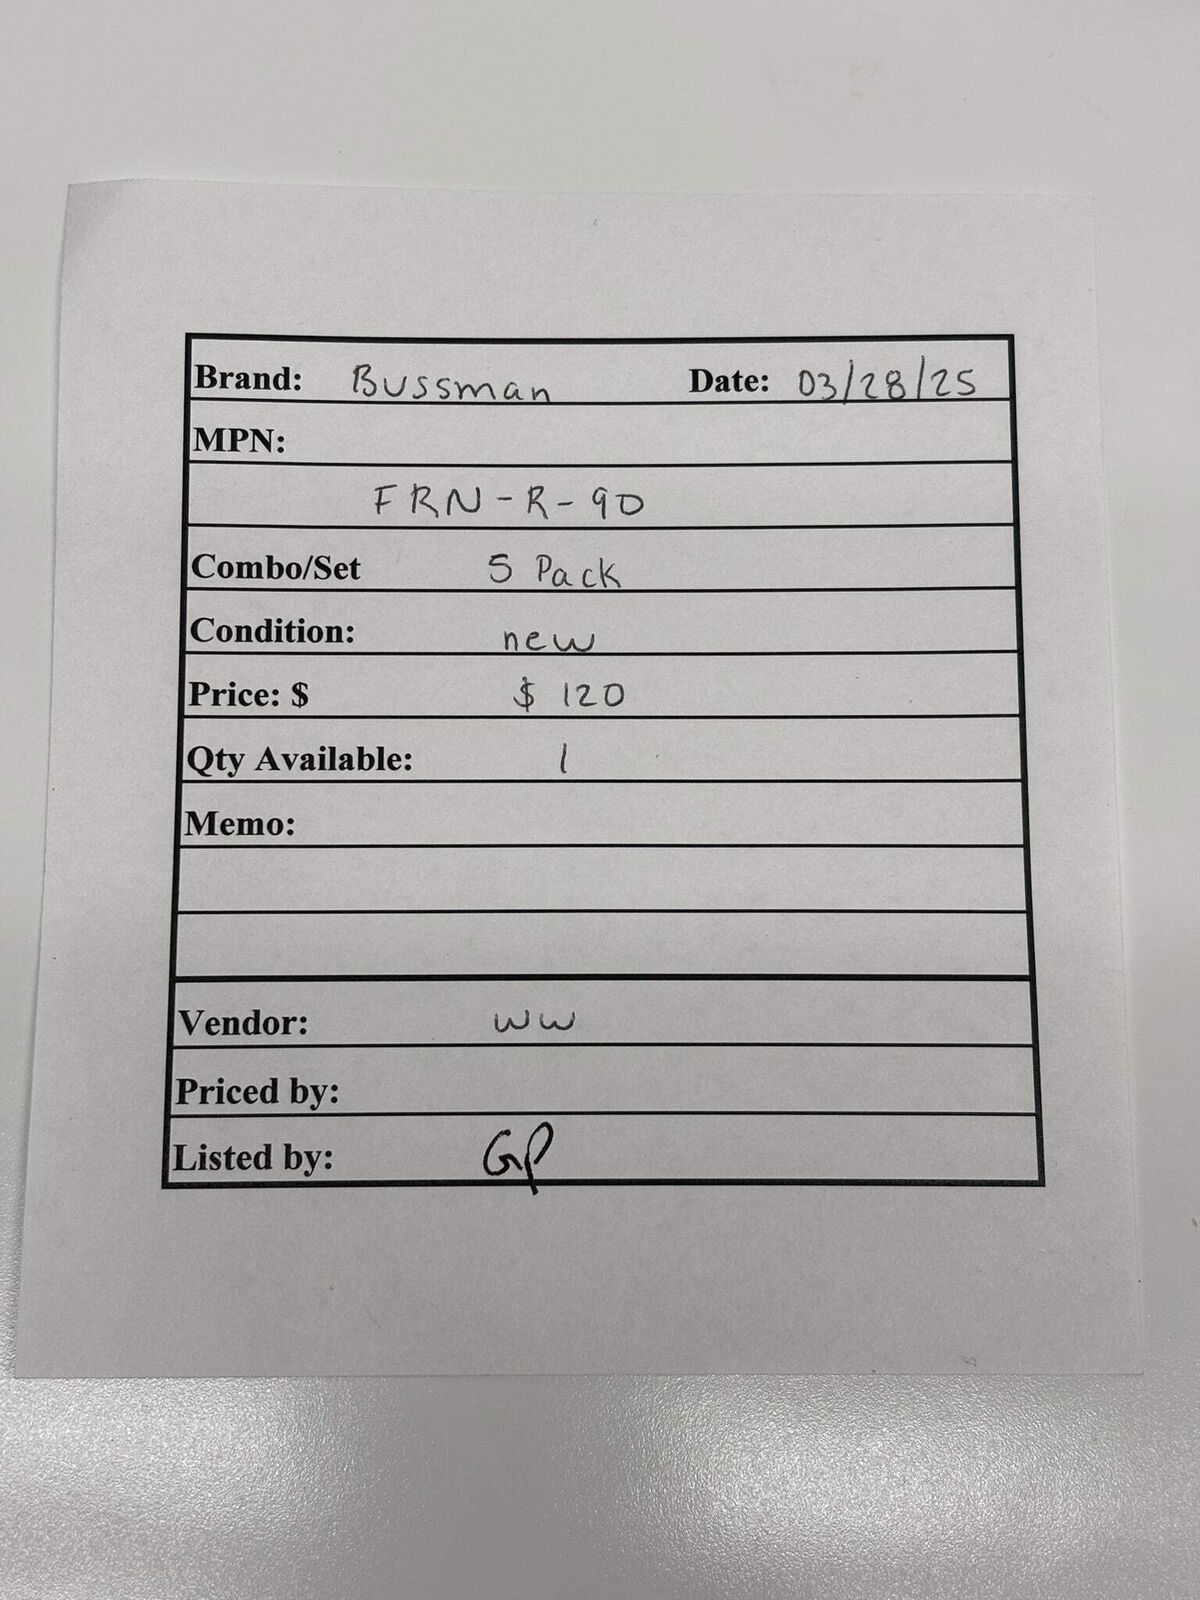 Brand: Bussman Date: 03/28/25
MPN:
FRN-R-90
Combo/Set 5 Pack
Condition: new
Price: $ $ 120
Qty Available: 1
Memo:
Vendor: WW
Priced by:
Listed by: GP